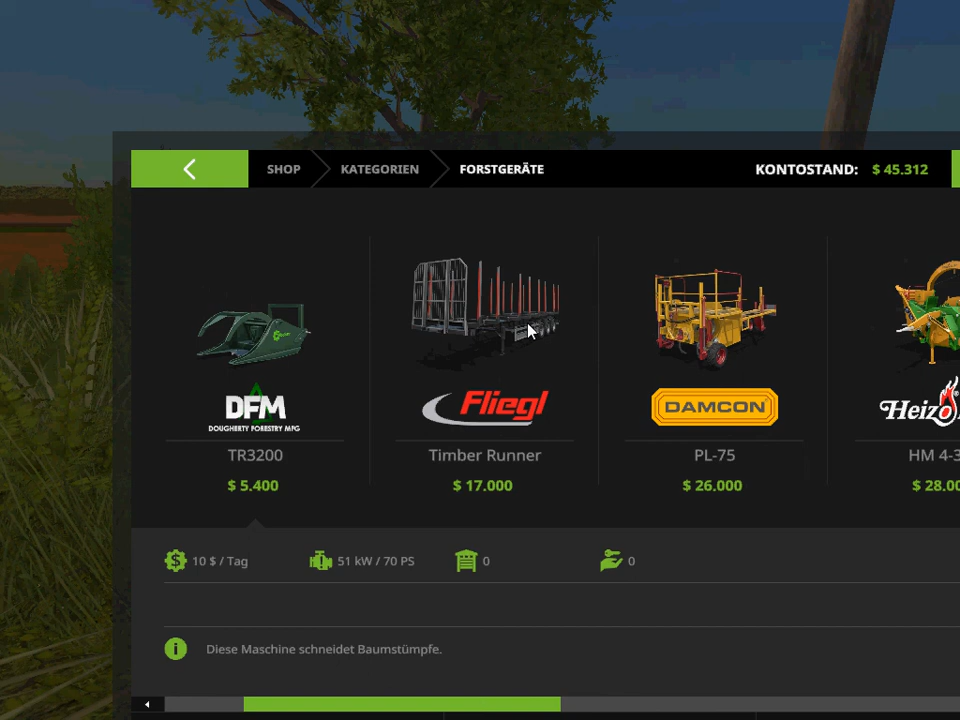 SHOP KATEGORIEN FORSTGERÄTE KONTOSTAND: $ 45.312
DFM
DOUGHERTY FORESTRY MFG
Fliegl
DAMCON
TR3200
Timber Runner
PL-75
HM
$ 5.400
$ 17.000
$ 26.000
10 $ / Tag
51 kW / 70 PS
0
0
Diese Maschine schneidet Baumstümpfe.